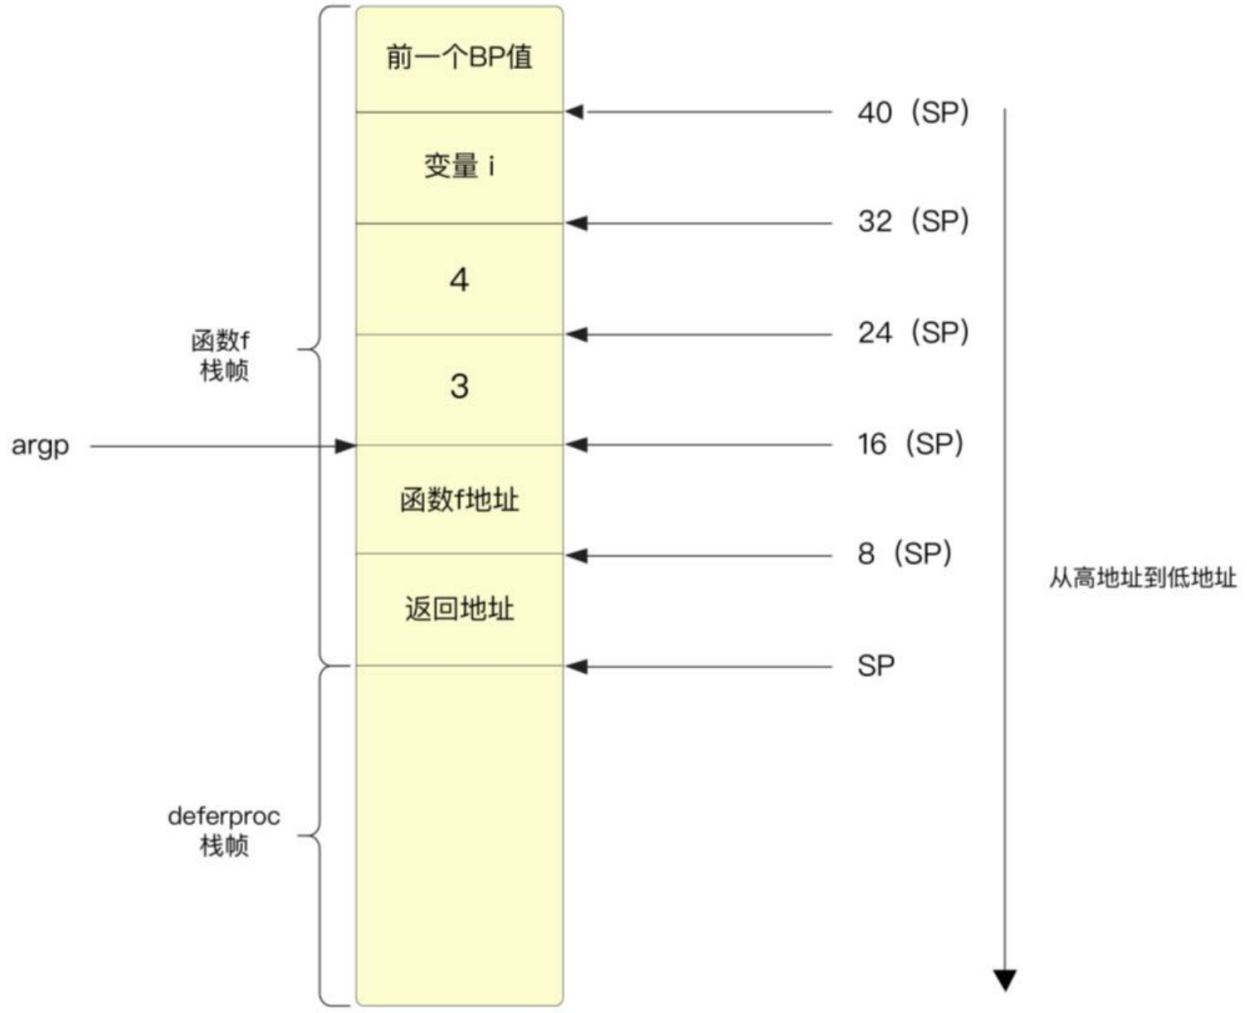 前一个BP值
40（SP）
变量 i
32（SP）
4
24（SP）
函数f
栈帧
3
argp
16（SP）
函数f地址
8（SP）
从高地址到低地址
返回地址
SP
deferproc
栈帧